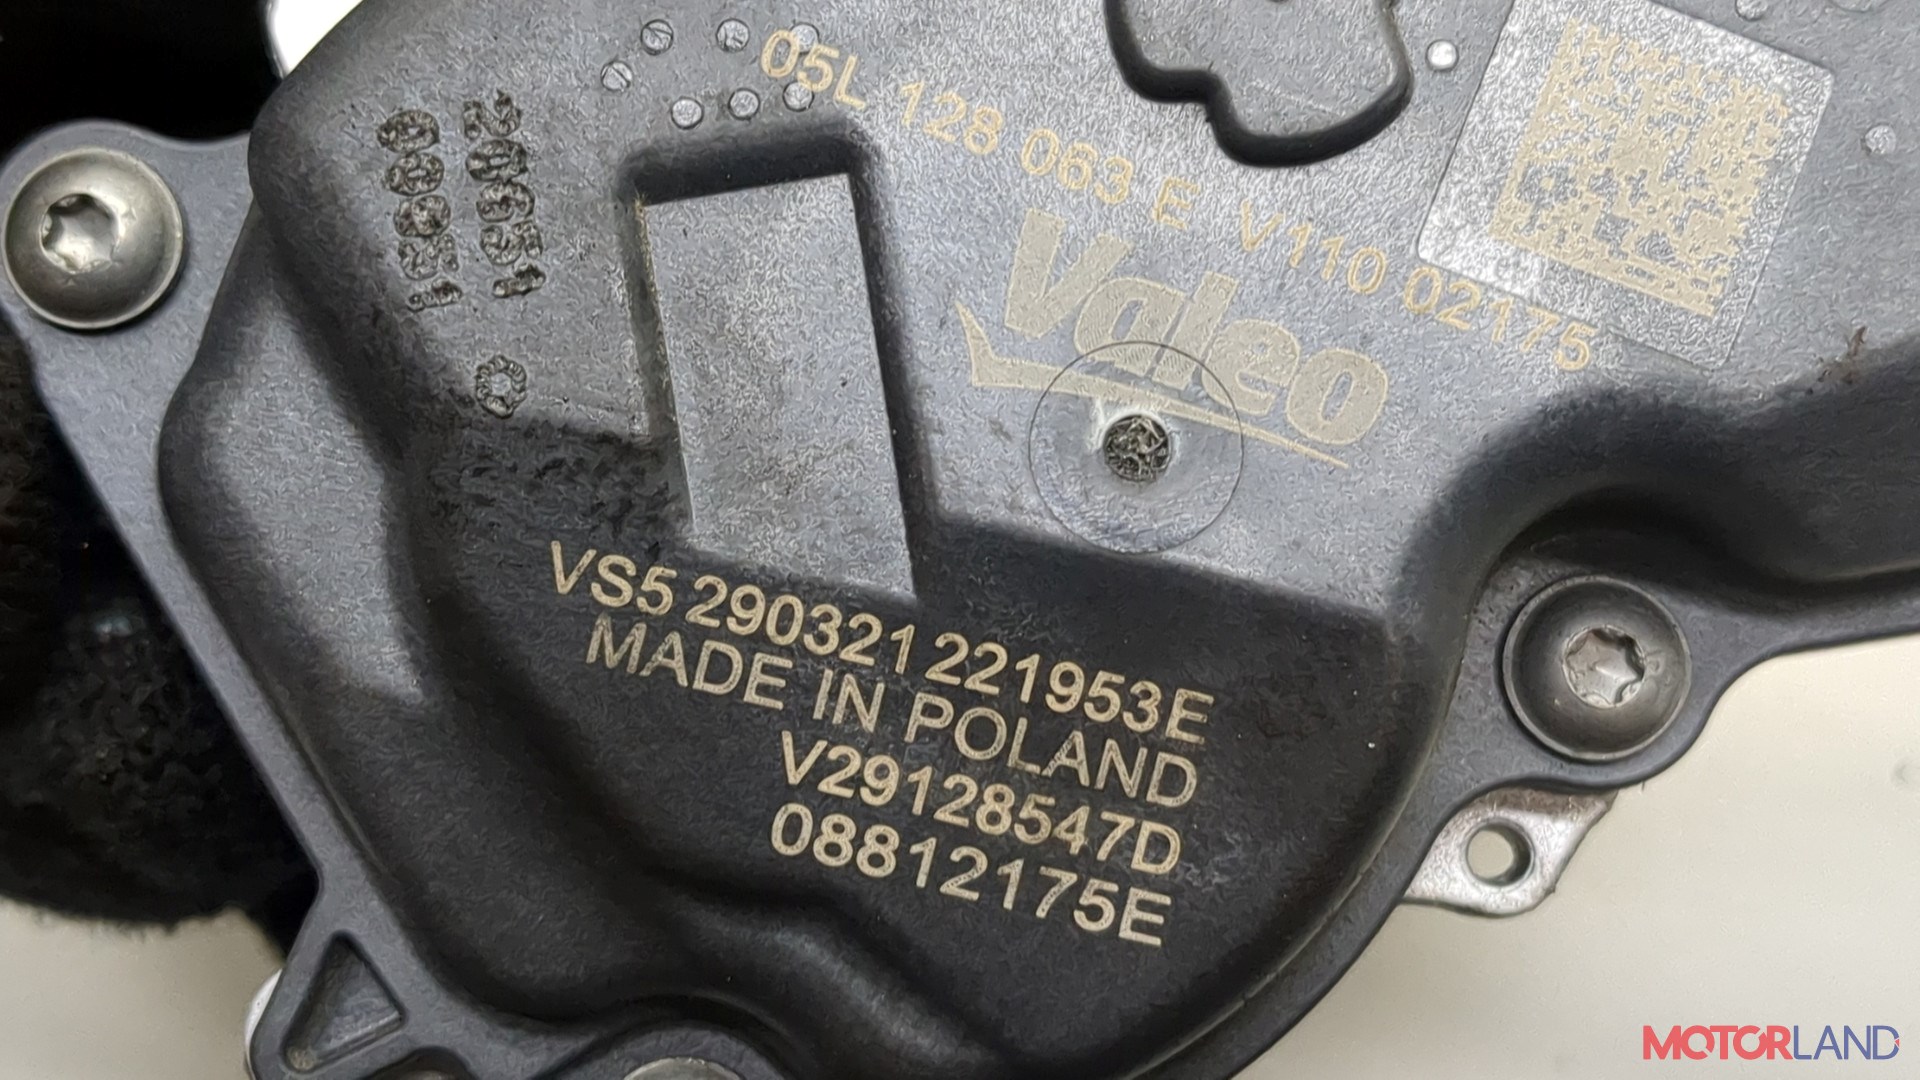 05L 128 063 E V110 02175
Valeo
VS5 290321 221953E
MADE IN POLAND
V29128547D
08812175E
MOTORLAND